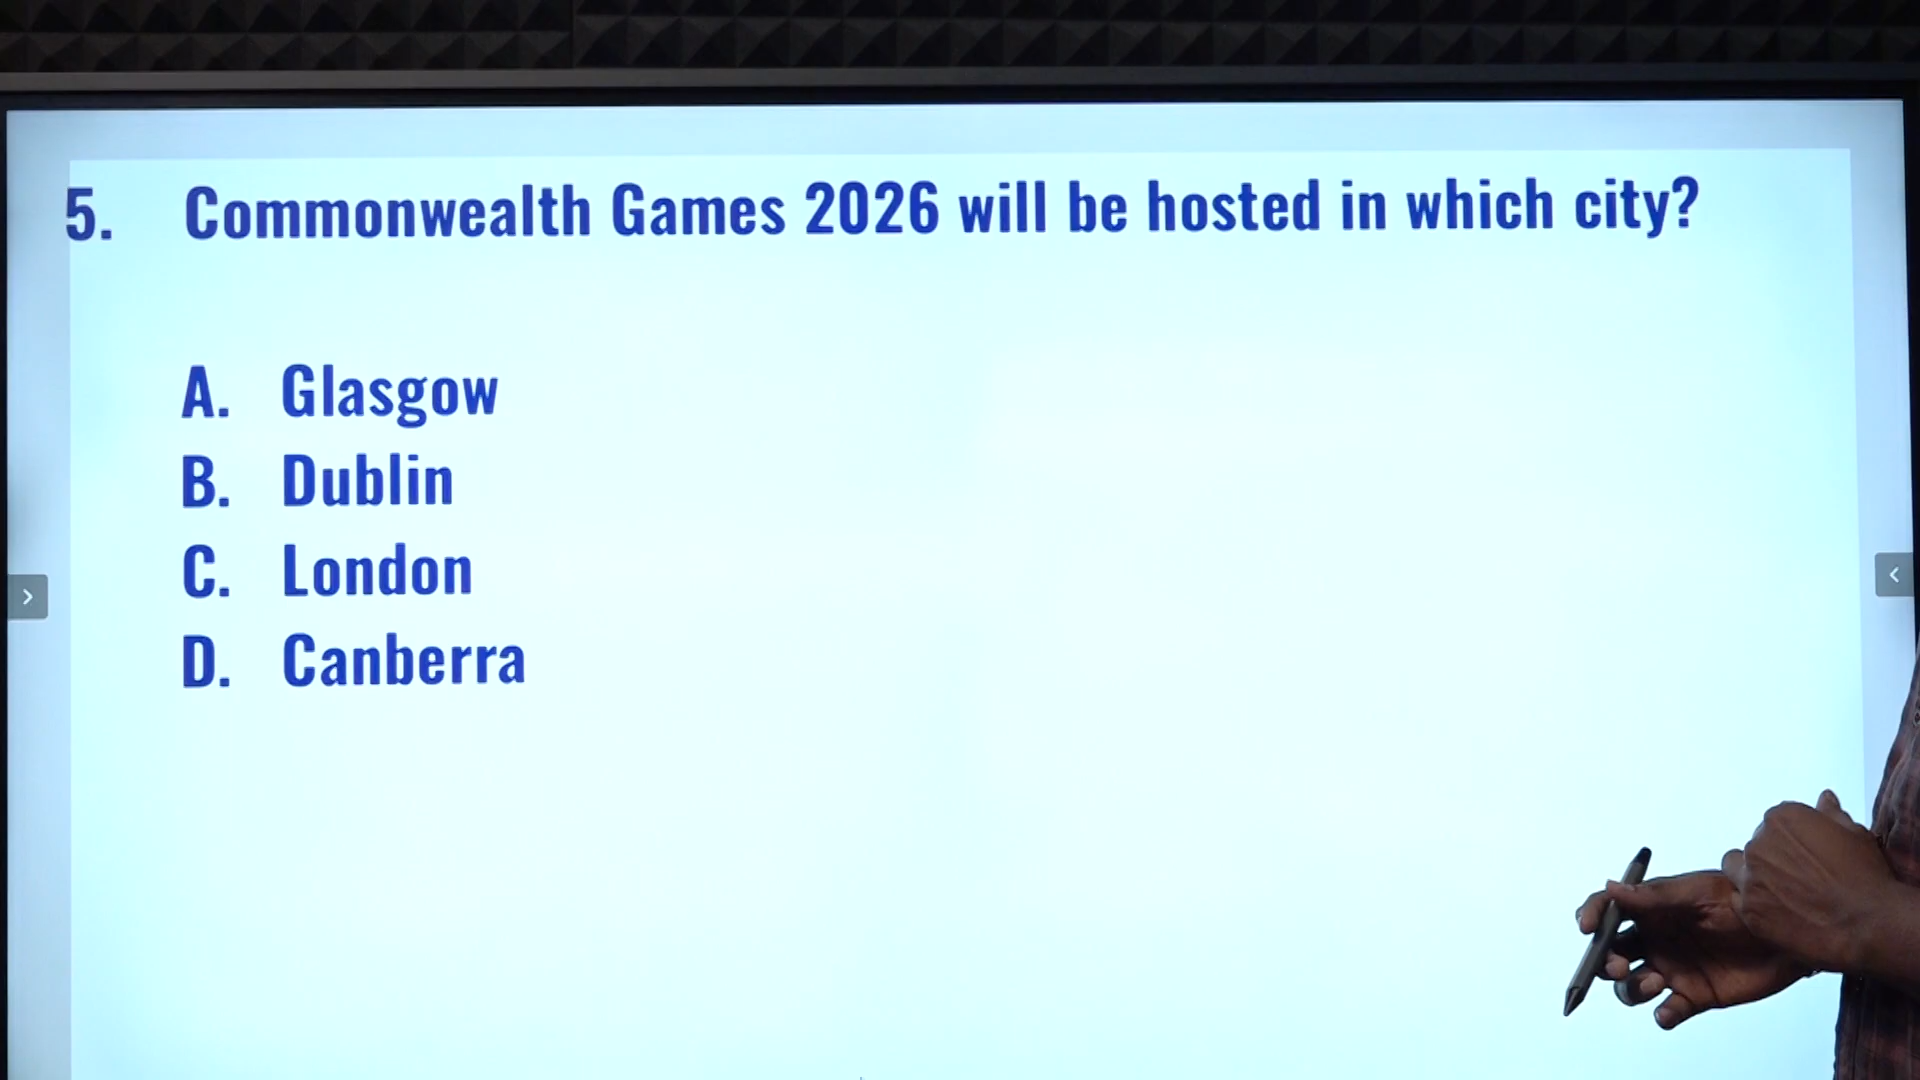 5. Commonwealth Games 2026 will be hosted in which city?
A. Glasgow
B. Dublin
C. London
D. Canberra